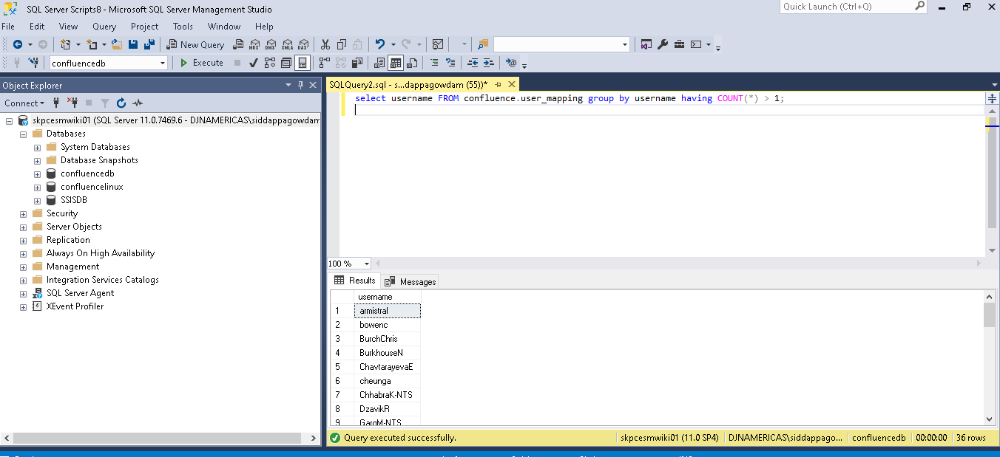 SQL Server Scripts8 - Microsoft SQL Server Management Studio
Quick Launch (Ctrl+Q)
File Edit View Query Project Tools Window Help
New Query
MDX DMX XMLA DAX
confluencedb
Execute
Object Explorer
Connect
skpcesmwiki01 (SQL Server 11.0.7469.6 - DJNAMERICAS\siddappagowdam
Databases
System Databases
Database Snapshots
confluencedb
confluencelinux
SSISDB
Security
Server Objects
Replication
Always On High Availability
Management
Integration Services Catalogs
SQL Server Agent
XEvent Profiler
SQLQuery2.sql - s...dappagowdam (55))*
select username FROM confluence.user_mapping group by username having COUNT(*) > 1;
100 %
Results Messages
username
1 armistral
2 bowenc
3 BurchChris
4 BurkhouseN
5 ChavtarayevaE
6 cheunga
7 ChhabraK-NTS
8 DzavikR
9 GargM-NTS
Query executed successfully.
skpcesmwiki01 (11.0 SP4) DJNAMERICAS\siddappago... confluencedb 00:00:00 36 rows